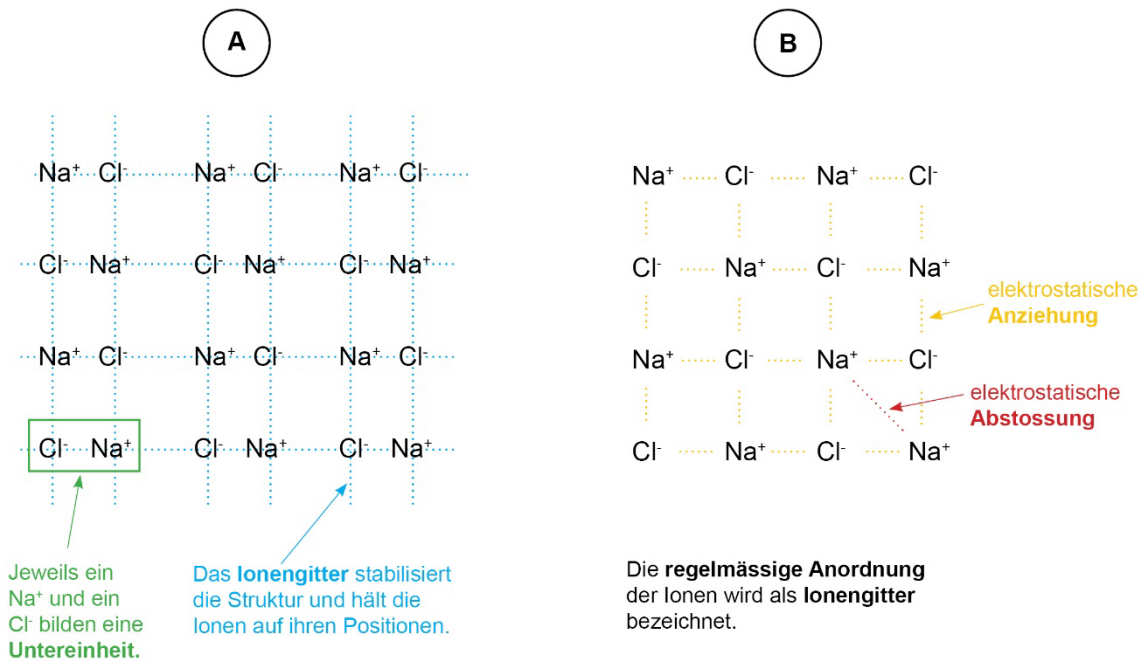 A
B
Na⁺ Cl⁻ Na⁺ Cl⁻ Na⁺ Cl⁻
Cl⁻ Na⁺ Cl⁻ Na⁺ Cl⁻ Na⁺
Na⁺ Cl⁻ Na⁺ Cl⁻ Na⁺ Cl⁻
Cl⁻ Na⁺ Cl⁻ Na⁺ Cl⁻ Na⁺
Jeweils ein
Na⁺ und ein
Cl⁻ bilden eine
Untereinheit.
Das Ionengitter stabilisiert
die Struktur und hält die
Ionen auf ihren Positionen.
Na⁺ Cl⁻ Na⁺ Cl⁻
Cl⁻ Na⁺ Cl⁻ Na⁺
Na⁺ Cl⁻ Na⁺ Cl⁻
Cl⁻ Na⁺ Cl⁻ Na⁺
elektrostatische
Anziehung
elektrostatische
Abstossung
Die regelmässige Anordnung
der Ionen wird als Ionengitter
bezeichnet.